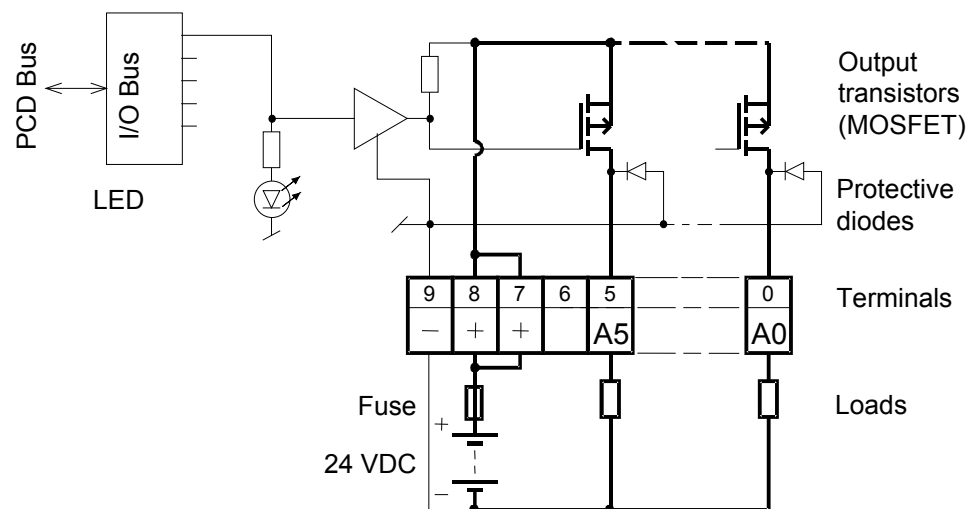 PCD Bus
I/O Bus
LED
Output
transistors
(MOSFET)
Protective
diodes
9 8 7 6 5 0
Terminals
– + + A5 A0
Fuse
Loads
+
24 VDC
–